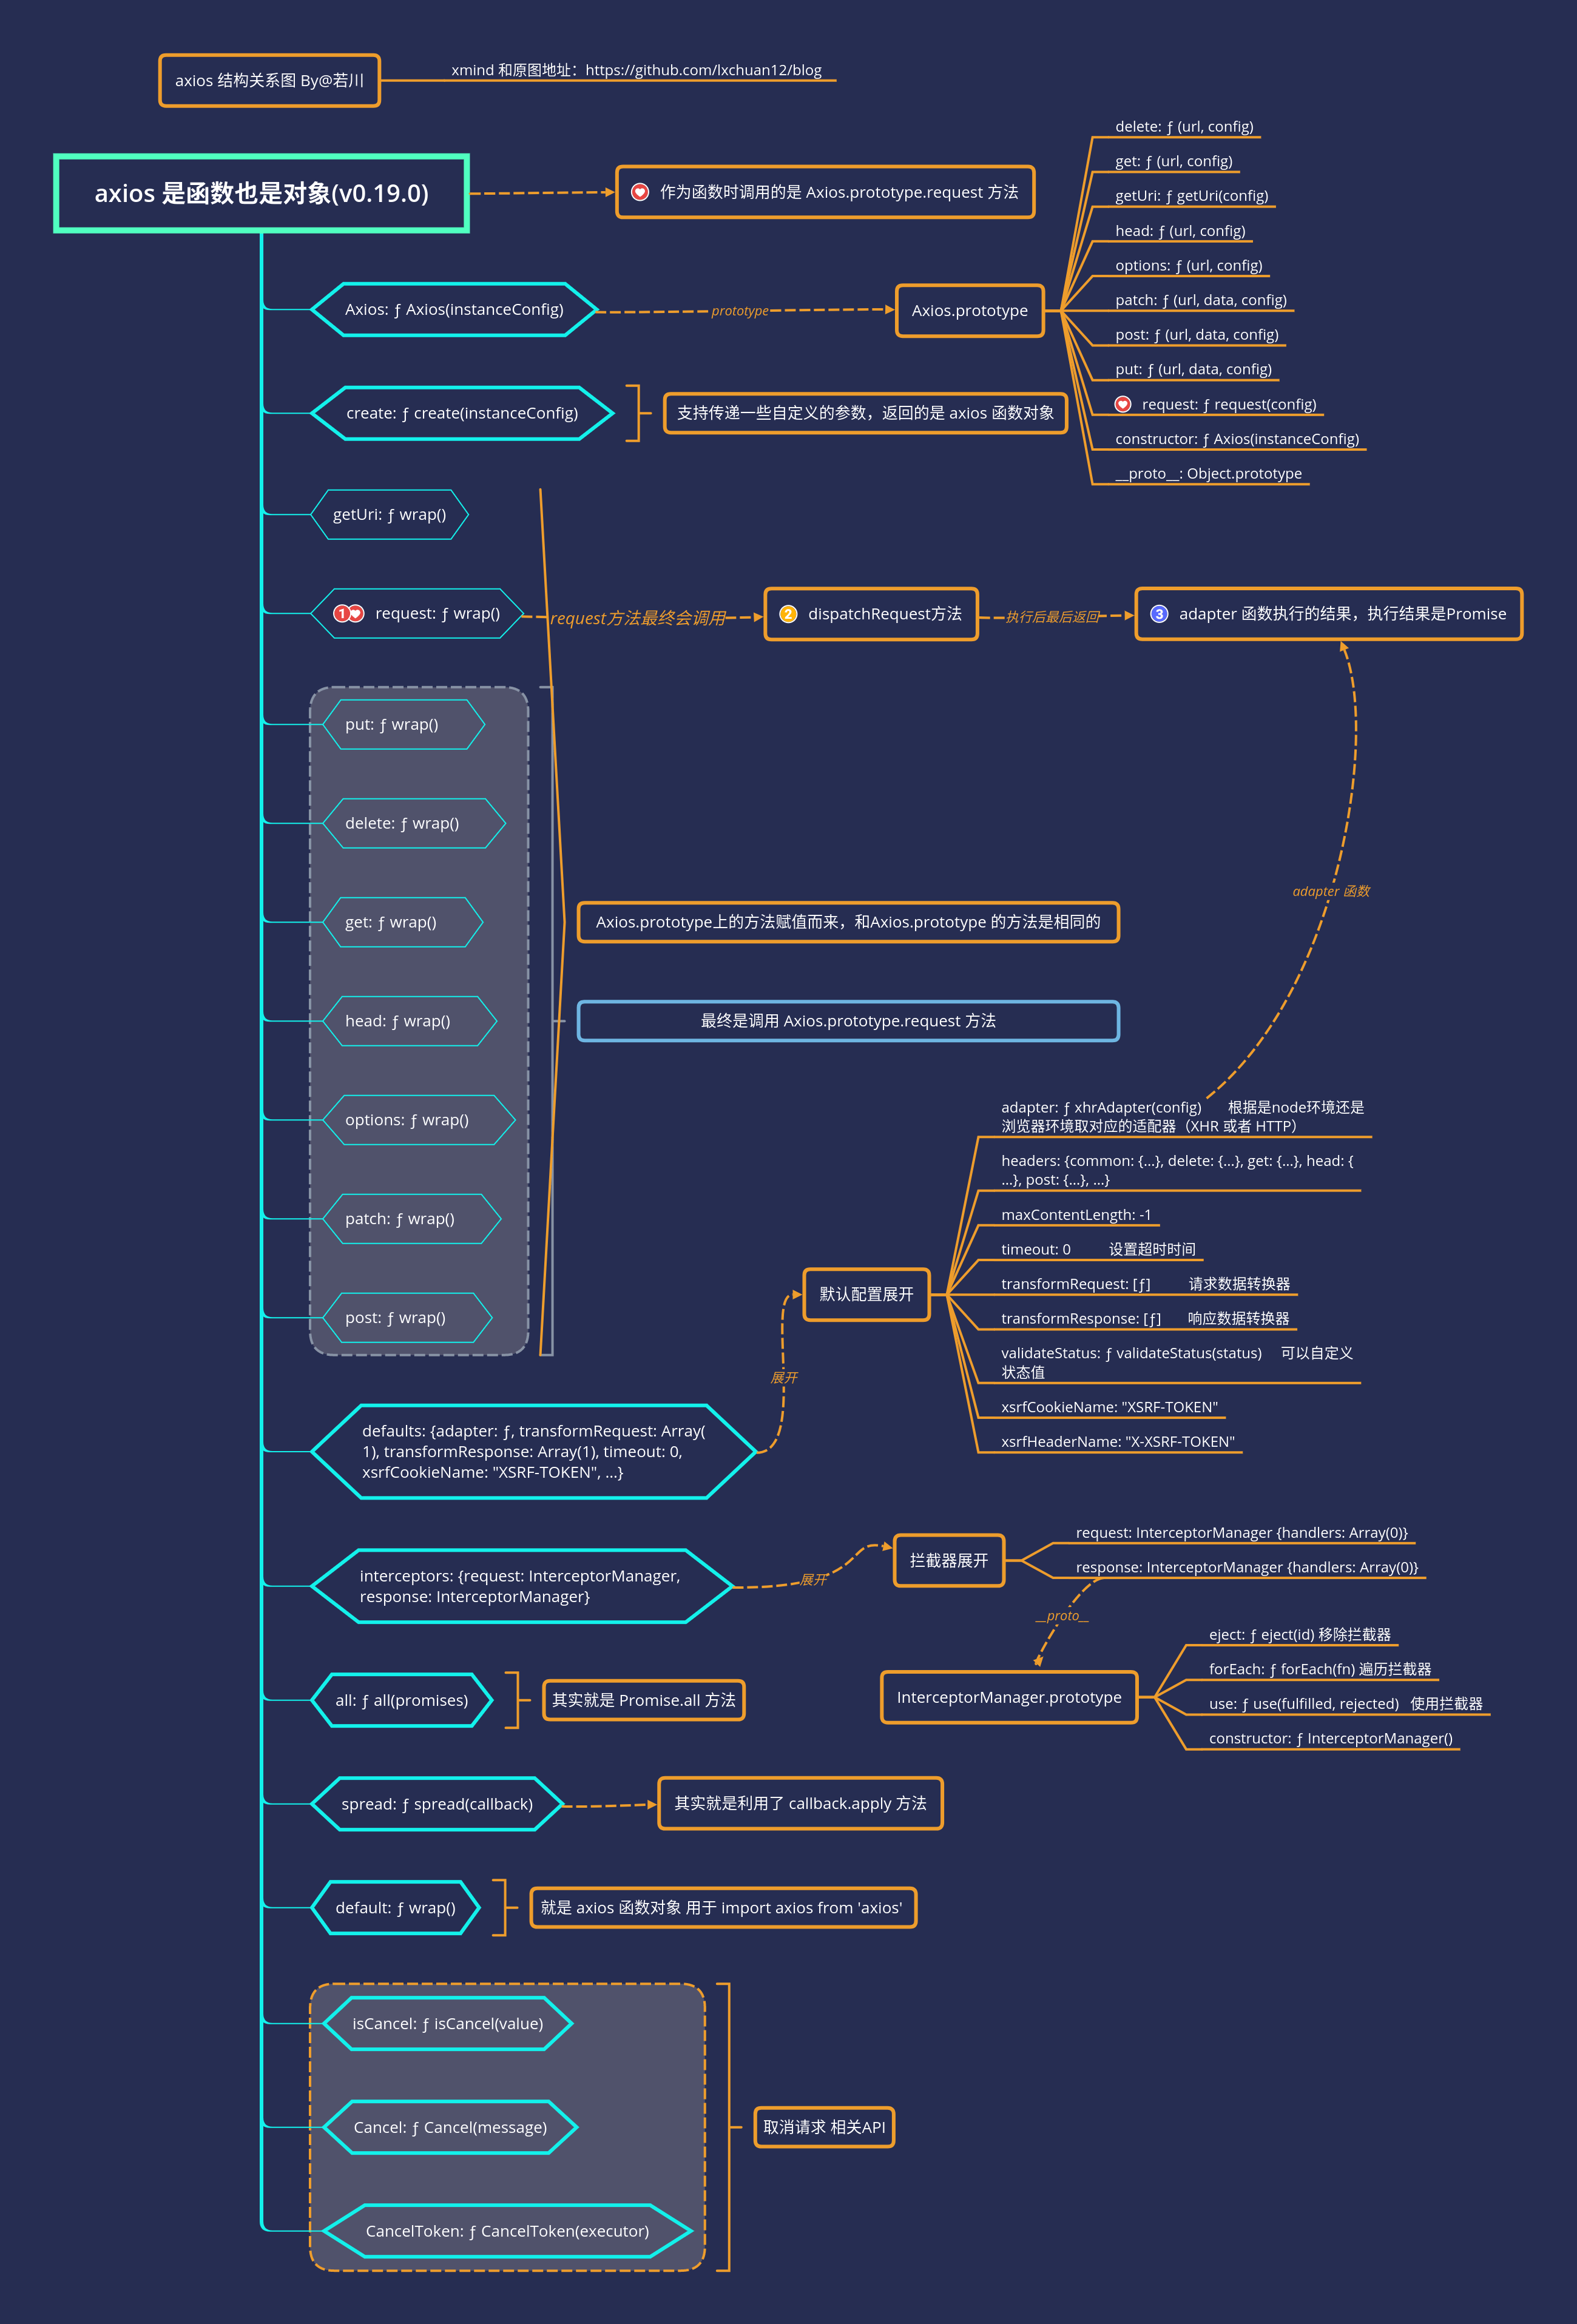 axios 结构关系图 By@若川
xmind 和原图地址：https://github.com/lxchuan12/blog
axios 是函数也是对象(v0.19.0)
作为函数时调用的是 Axios.prototype.request 方法
Axios: ƒ Axios(instanceConfig)
prototype
Axios.prototype
delete: ƒ (url, config)
get: ƒ (url, config)
getUri: ƒ getUri(config)
head: ƒ (url, config)
options: ƒ (url, config)
patch: ƒ (url, data, config)
post: ƒ (url, data, config)
put: ƒ (url, data, config)
request: ƒ request(config)
constructor: ƒ Axios(instanceConfig)
__proto__: Object.prototype
create: ƒ create(instanceConfig)
支持传递一些自定义的参数，返回的是 axios 函数对象
getUri: ƒ wrap()
1 request: ƒ wrap()
request方法最终会调用
2 dispatchRequest方法
执行后最后返回
3 adapter 函数执行的结果，执行结果是Promise
put: ƒ wrap()
delete: ƒ wrap()
get: ƒ wrap()
head: ƒ wrap()
options: ƒ wrap()
patch: ƒ wrap()
post: ƒ wrap()
Axios.prototype上的方法赋值而来，和Axios.prototype 的方法是相同的
最终是调用 Axios.prototype.request 方法
adapter 函数
defaults: {adapter: ƒ, transformRequest: Array(
1), transformResponse: Array(1), timeout: 0,
xsrfCookieName: "XSRF-TOKEN", …}
展开
默认配置展开
adapter: ƒ xhrAdapter(config) 根据是node环境还是
浏览器环境取对应的适配器（XHR 或者 HTTP）
headers: {common: {…}, delete: {…}, get: {…}, head: {
…}, post: {…}, …}
maxContentLength: -1
timeout: 0 设置超时时间
transformRequest: [ƒ] 请求数据转换器
transformResponse: [ƒ] 响应数据转换器
validateStatus: ƒ validateStatus(status) 可以自定义
状态值
xsrfCookieName: "XSRF-TOKEN"
xsrfHeaderName: "X-XSRF-TOKEN"
interceptors: {request: InterceptorManager,
response: InterceptorManager}
展开
拦截器展开
request: InterceptorManager {handlers: Array(0)}
response: InterceptorManager {handlers: Array(0)}
__proto__
InterceptorManager.prototype
eject: ƒ eject(id) 移除拦截器
forEach: ƒ forEach(fn) 遍历拦截器
use: ƒ use(fulfilled, rejected) 使用拦截器
constructor: ƒ InterceptorManager()
all: ƒ all(promises)
其实就是 Promise.all 方法
spread: ƒ spread(callback)
其实就是利用了 callback.apply 方法
default: ƒ wrap()
就是 axios 函数对象 用于 import axios from 'axios'
isCancel: ƒ isCancel(value)
Cancel: ƒ Cancel(message)
CancelToken: ƒ CancelToken(executor)
取消请求 相关API